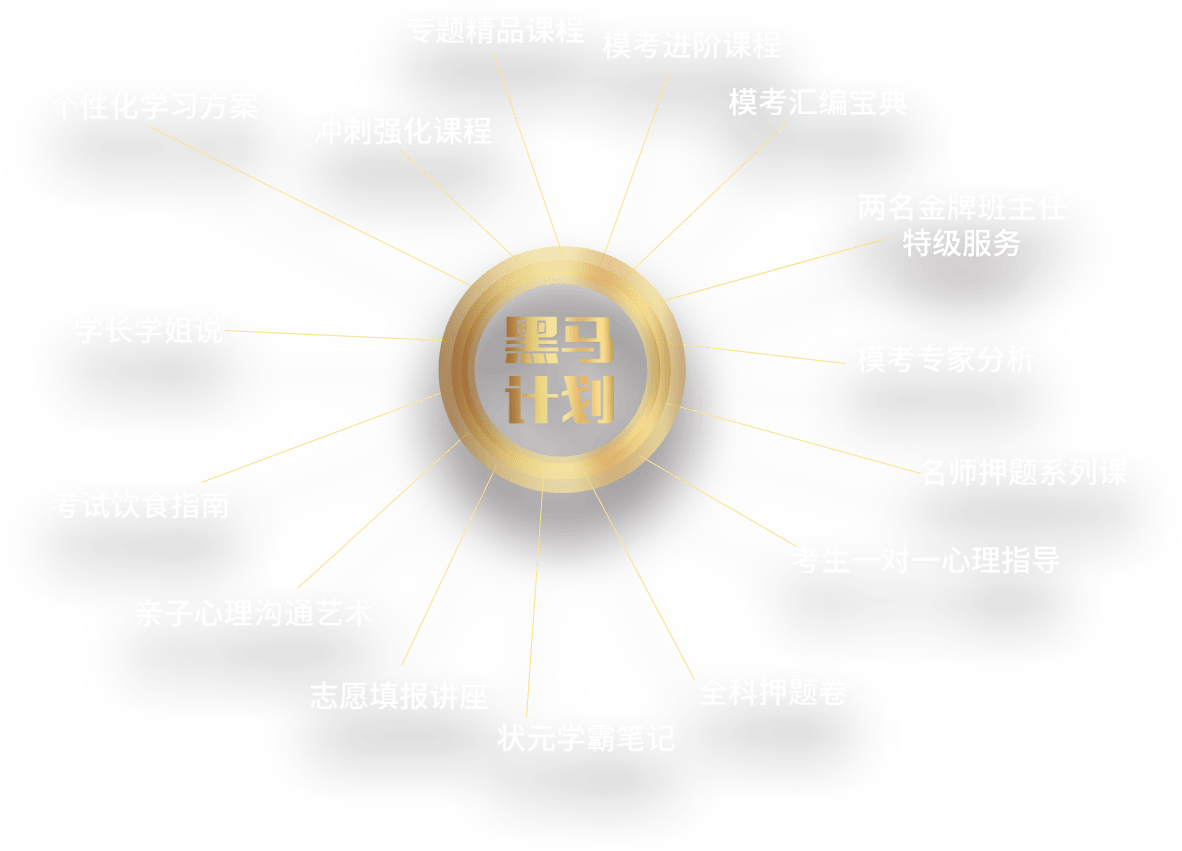 专题精品课程
模考进阶课程
个性化学习方案
冲刺强化课程
模考汇编宝典
两名金牌班主任
特级服务
黑马
计划
学长学姐说
模考专家分析
名师押题系列课
考试饮食指南
考生一对一心理指导
亲子心理沟通艺术
志愿填报讲座
全科押题卷
状元学霸笔记